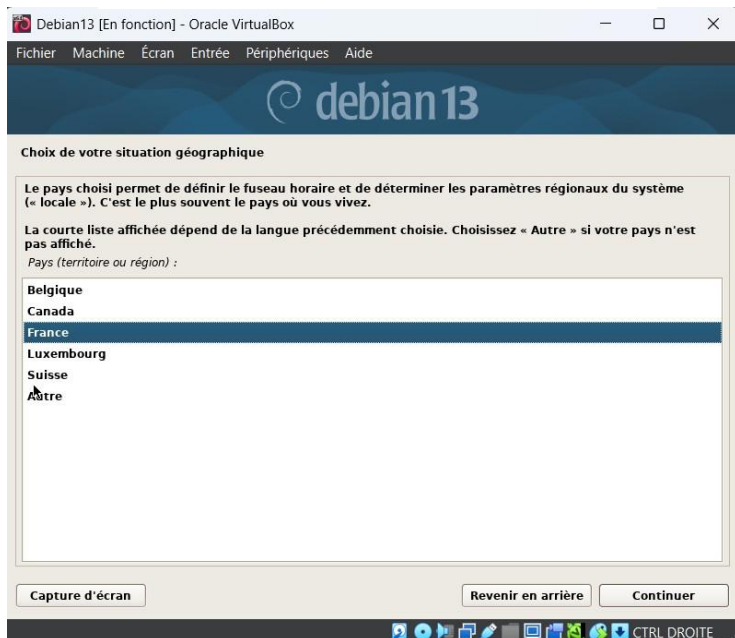 Debian13 [En fonction] - Oracle VirtualBox
Fichier Machine Écran Entrée Périphériques Aide
debian 13
Choix de votre situation géographique
Le pays choisi permet de définir le fuseau horaire et de déterminer les paramètres régionaux du système
(« locale »). C'est le plus souvent le pays où vous vivez.
La courte liste affichée dépend de la langue précédemment choisie. Choisissez « Autre » si votre pays n'est
pas affiché.
Pays (territoire ou région) :
Belgique
Canada
France
Luxembourg
Suisse
Autre
Capture d'écran Revenir en arrière Continuer
CTRL DROITE